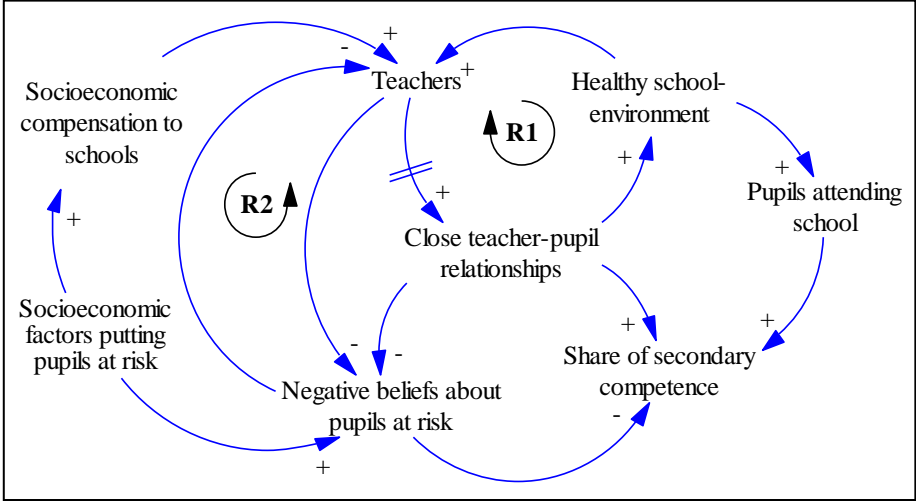 +
-
Teachers
+
Healthy school-
environment
Socioeconomic
compensation to
schools
R1
+
+
Pupils attending
school
R2
+
+
Close teacher-pupil
relationships
Socioeconomic
factors putting
pupils at risk
+
+
-
-
Share of secondary
competence
Negative beliefs about
pupils at risk
-
+